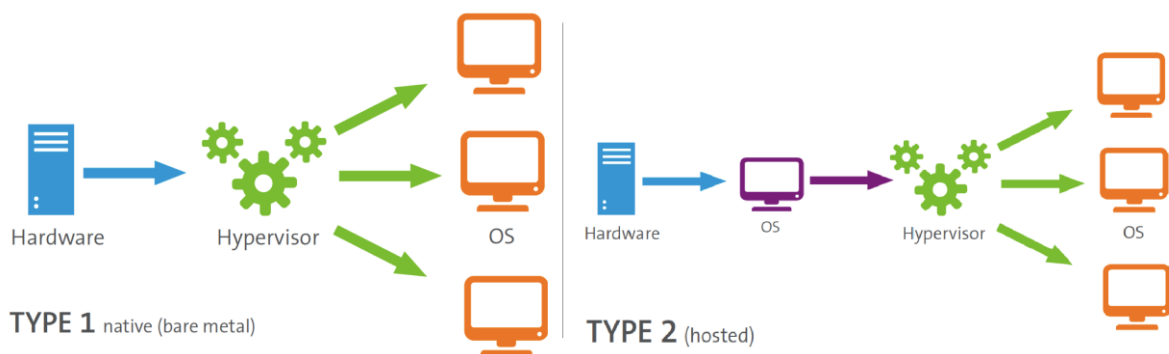 Hardware
Hypervisor
OS
TYPE 1 native (bare metal)
Hardware
OS
Hypervisor
OS
TYPE 2 (hosted)